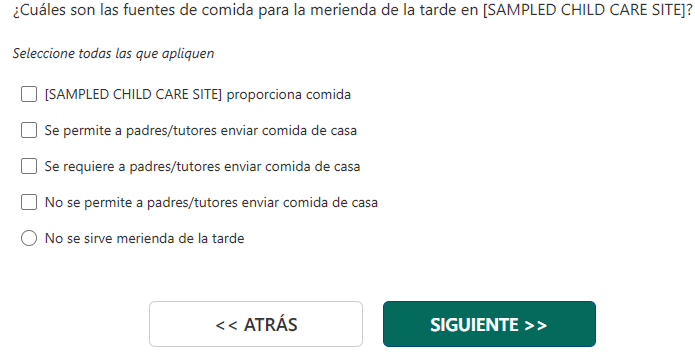 ¿Cuáles son las fuentes de comida para la merienda de la tarde en [SAMPLED CHILD CARE SITE]?
Seleccione todas las que apliquen
[SAMPLED CHILD CARE SITE] proporciona comida
Se permite a padres/tutores enviar comida de casa
Se requiere a padres/tutores enviar comida de casa
No se permite a padres/tutores enviar comida de casa
No se sirve merienda de la tarde
<< ATRÁS
SIGUIENTE >>